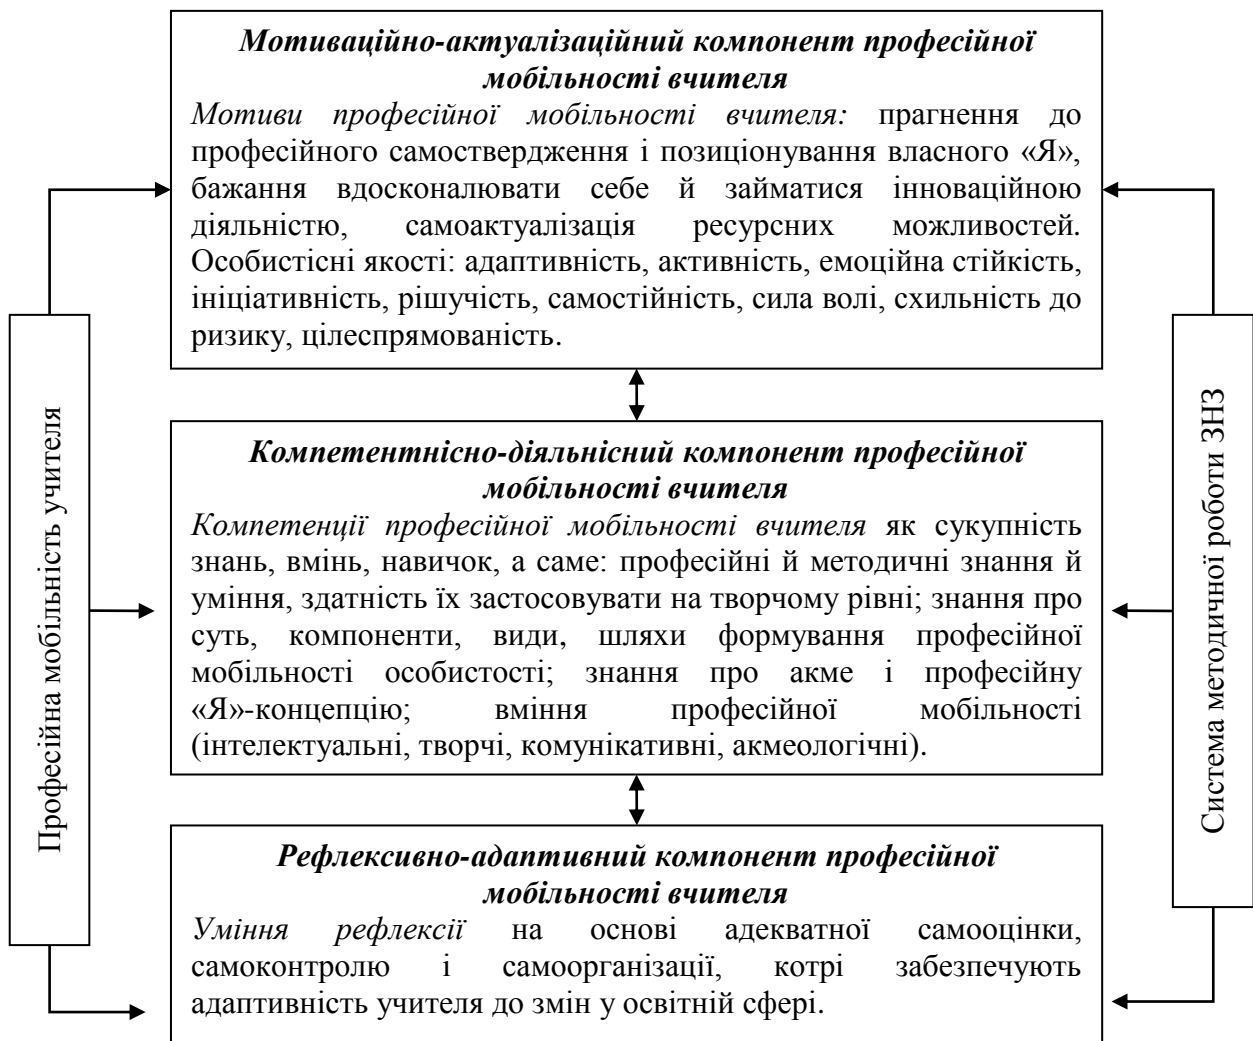 Мотиваційно-актуалізаційний компонент професійної
мобільності вчителя
Мотиви професійної мобільності вчителя: прагнення до
професійного самоствердження і позиціонування власного «Я»,
бажання вдосконалювати себе й займатися інноваційною
діяльністю, самоактуалізація ресурсних можливостей.
Особистісні якості: адаптивність, активність, емоційна стійкість,
ініціативність, рішучість, самостійність, сила волі, схильність до
ризику, цілеспрямованість.
Професійна мобільність учителя
Компетентнісно-діяльнісний компонент професійної
мобільності вчителя
Компетенції професійної мобільності вчителя як сукупність
знань, вмінь, навичок, а саме: професійні й методичні знання й
уміння, здатність їх застосовувати на творчому рівні; знання про
суть, компоненти, види, шляхи формування професійної
мобільності особистості; знання про акме і професійну
«Я»-концепцію; вміння професійної мобільності
(інтелектуальні, творчі, комунікативні, акмеологічні).
Система методичної роботи ЗНЗ
Рефлексивно-адаптивний компонент професійної
мобільності вчителя
Уміння рефлексії на основі адекватної самооцінки,
самоконтролю і самоорганізації, котрі забезпечують
адаптивність учителя до змін у освітній сфері.